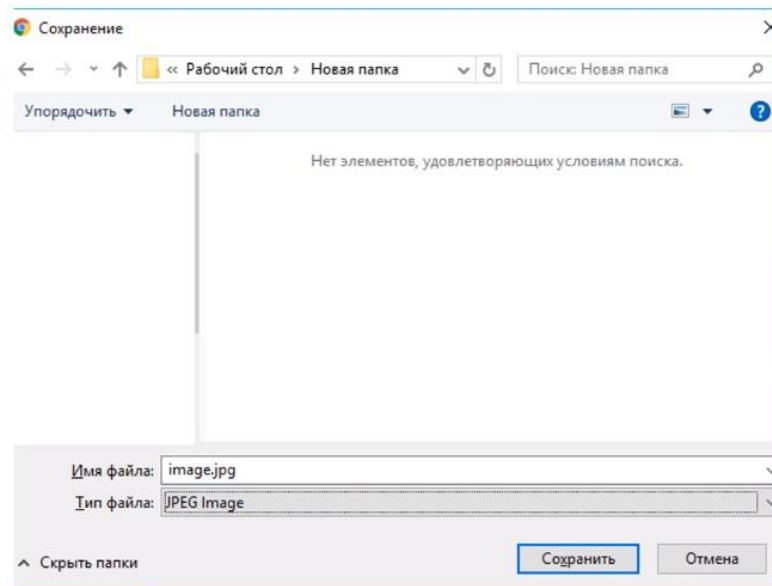 Сохранение
« Рабочий стол › Новая папка
Поиск: Новая папка
Упорядочить
Новая папка
?
Нет элементов, удовлетворяющих условиям поиска.
Имя файла: image.jpg
Тип файла: JPEG Image
Скрыть папки
Сохранить
Отмена